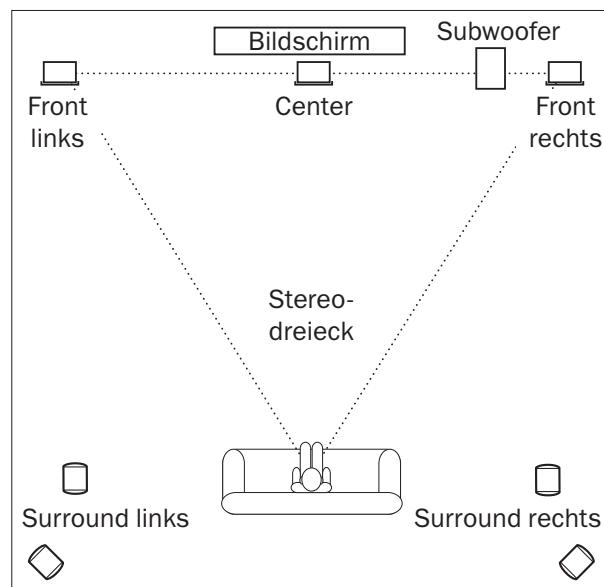 Bildschirm
Subwoofer
Front
links
Center
Front
rechts
Stereo-
dreieck
Surround links
Surround rechts